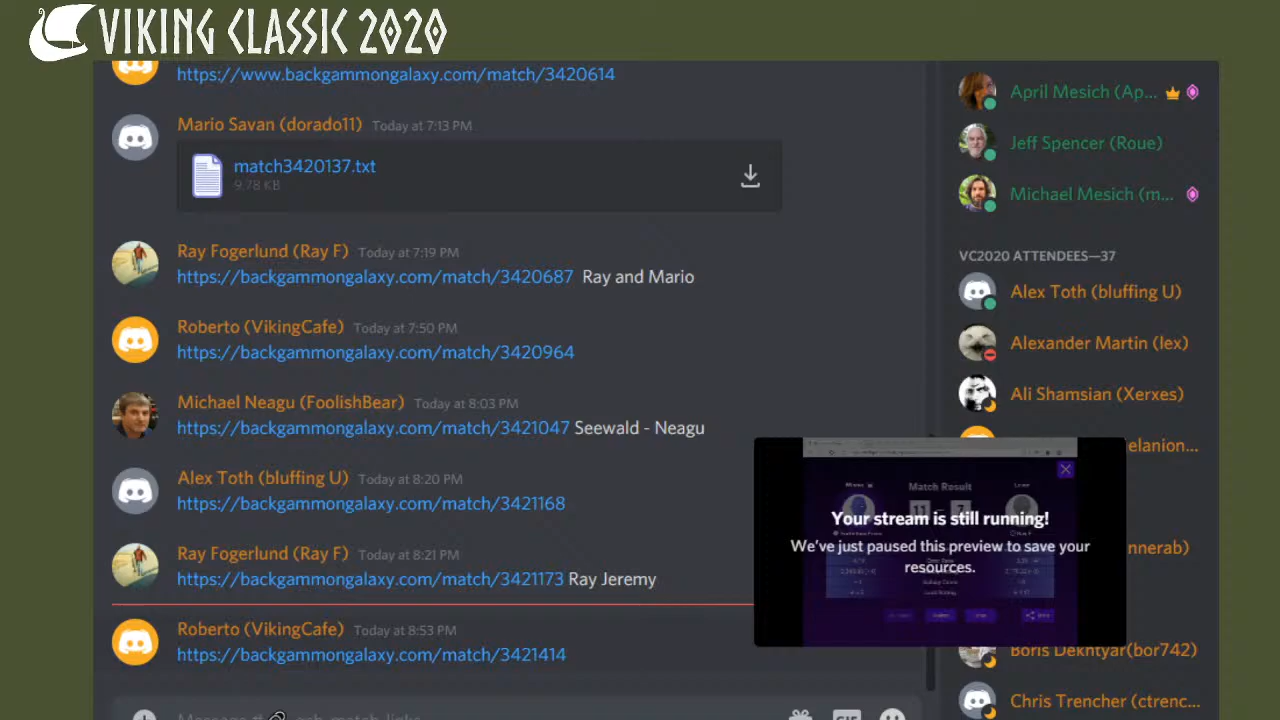 VIKING CLASSIC 2020
https://www.backgammongalaxy.com/match/3420614
Mario Savan (dorado11) Today at 7:13 PM
match3420137.txt
9.78 KB
Ray Fogerlund (Ray F) Today at 7:19 PM
https://backgammongalaxy.com/match/3420687 Ray and Mario
Roberto (VikingCafe) Today at 7:50 PM
https://backgammongalaxy.com/match/3420964
Michael Neagu (FoolishBear) Today at 8:03 PM
https://backgammongalaxy.com/match/3421047 Seewald - Neagu
Alex Toth (bluffing U) Today at 8:20 PM
https://backgammongalaxy.com/match/3421168
Ray Fogerlund (Ray F) Today at 8:21 PM
https://backgammongalaxy.com/match/3421173 Ray Jeremy
Roberto (VikingCafe) Today at 8:53 PM
https://backgammongalaxy.com/match/3421414
April Mesich (Ap...
Jeff Spencer (Roue)
Michael Mesich (m...
VC2020 ATTENDEES—37
Alex Toth (bluffing U)
Alexander Martin (lex)
Ali Shamsian (Xerxes)
elanion...
nnerab)
Boris Dekhtyar(bor742)
Chris Trencher (ctrenc...
Match Result
Your stream is still running!
We've just paused this preview to save your
resources.